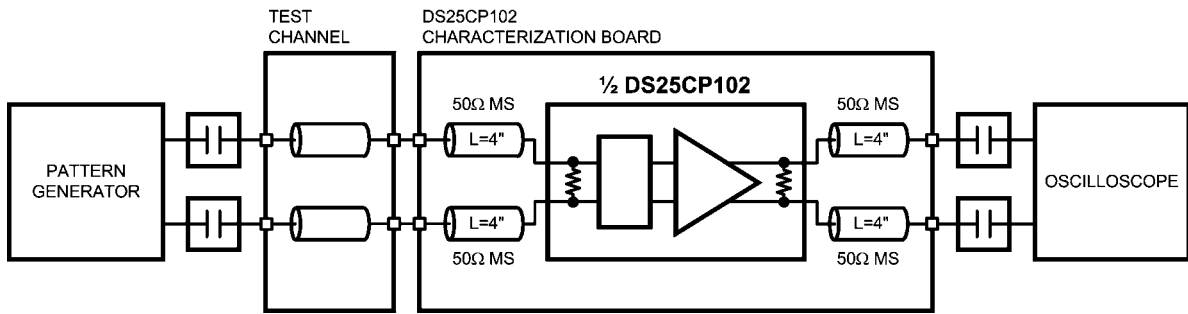 TEST
CHANNEL
DS25CP102
CHARACTERIZATION BOARD
½ DS25CP102
50Ω MS
50Ω MS
L=4"
L=4"
PATTERN
GENERATOR
OSCILLOSCOPE
L=4"
L=4"
50Ω MS
50Ω MS